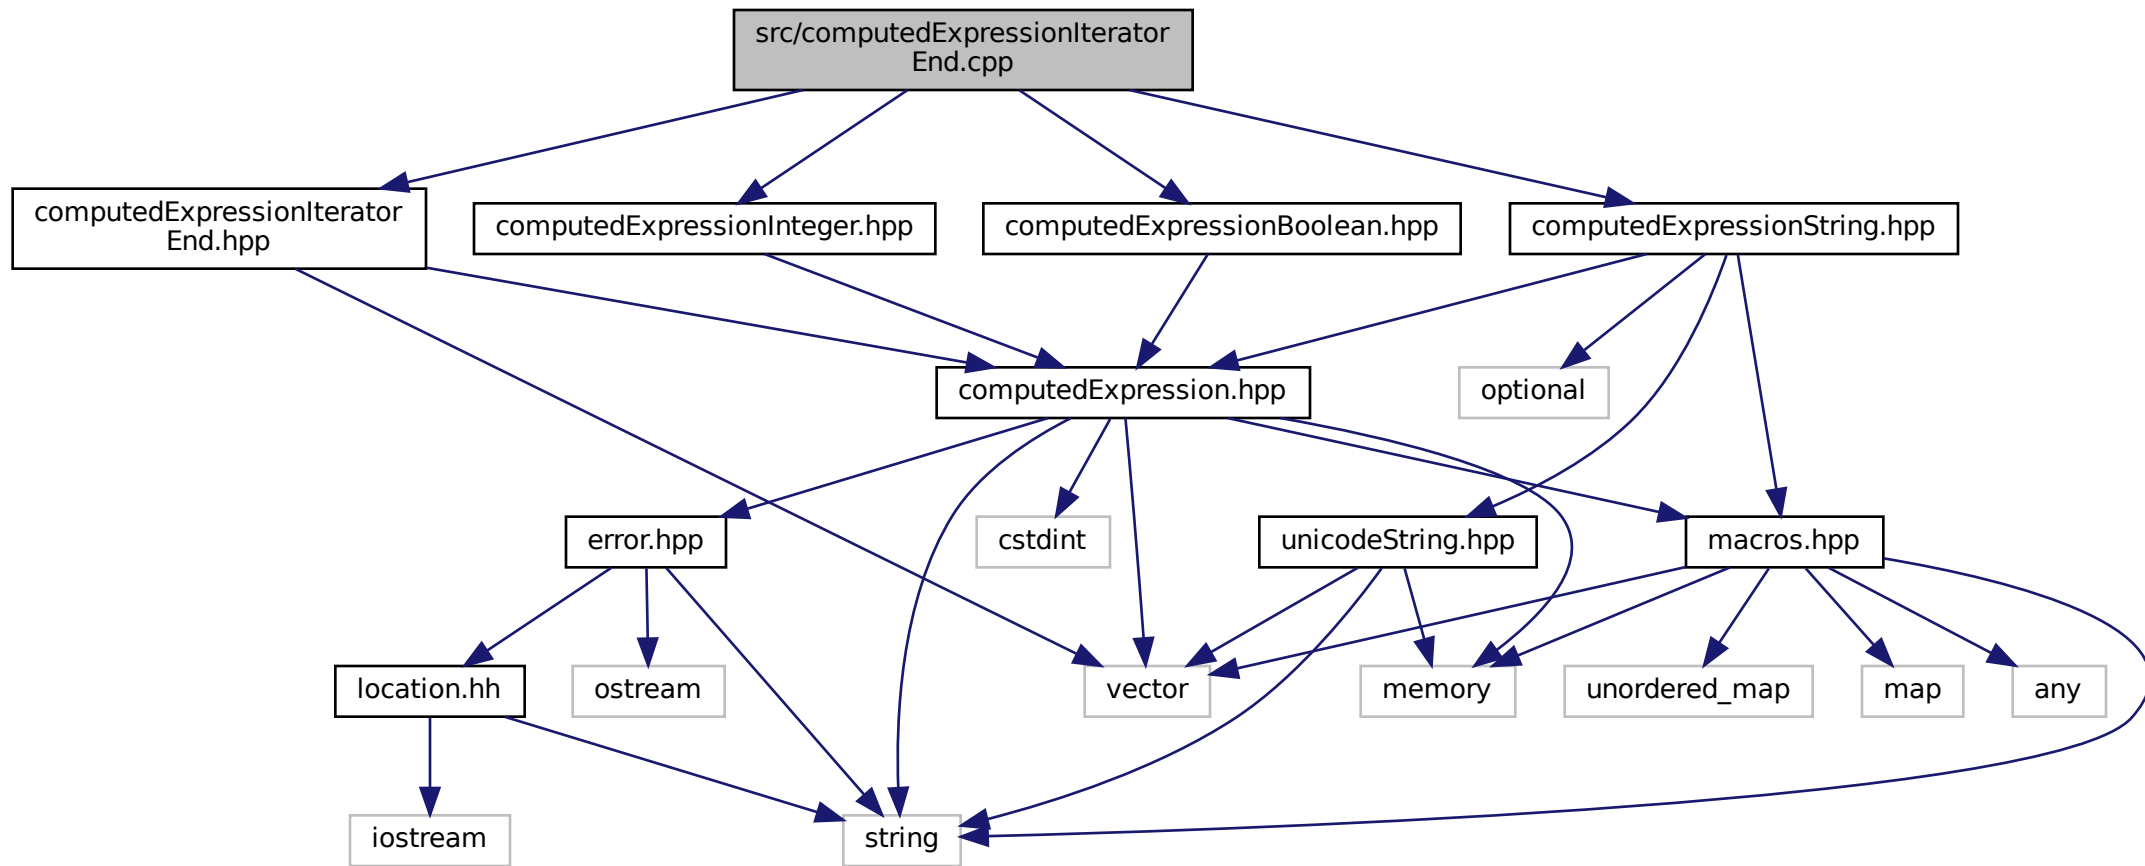 src/computedExpressionIterator
End.cpp
computedExpressionIterator
End.hpp
computedExpressionInteger.hpp
computedExpressionBoolean.hpp
computedExpressionString.hpp
computedExpression.hpp
optional
error.hpp
cstdint
unicodeString.hpp
macros.hpp
location.hh
ostream
vector
memory
unordered_map
map
any
iostream
string